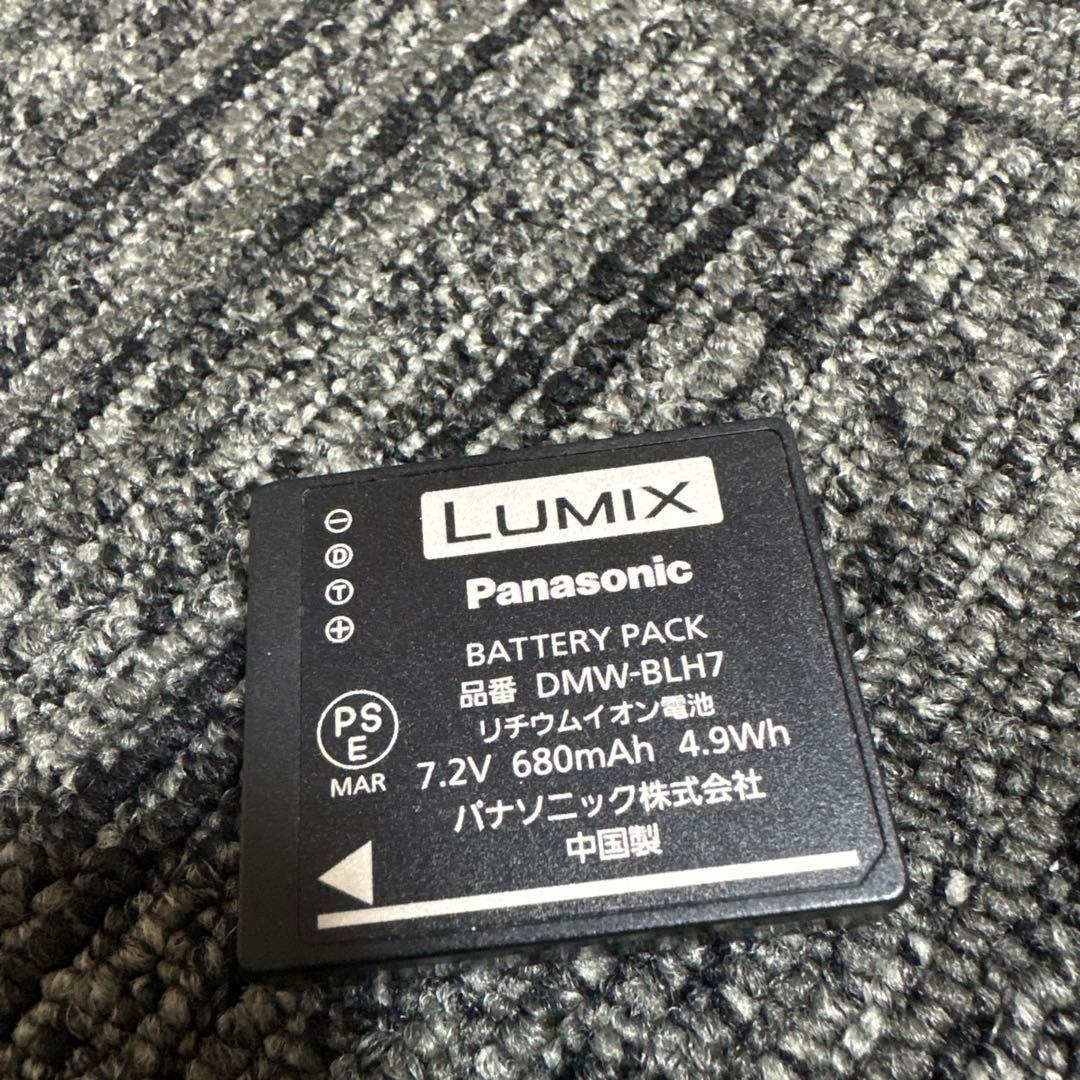 LUMIX
Panasonic
BATTERY PACK
品番 DMW-BLH7
リチウムイオン電池
7.2V 680mAh 4.9Wh
パナソニック株式会社
中国製
⊖
Ⓓ
Ⓣ
⊕
PS
E
MAR